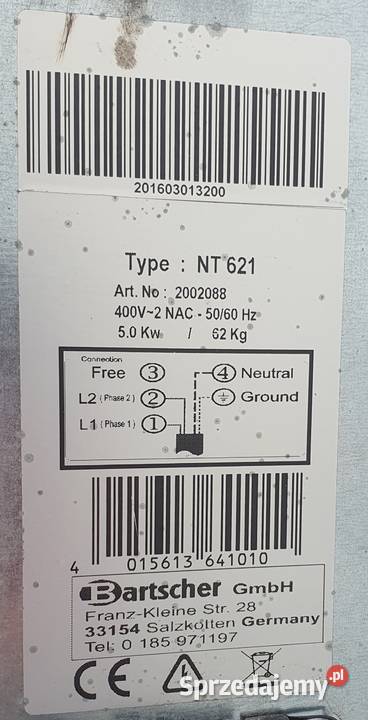 201603013200
Type : NT 621
Art. No : 2002088
400V~2 NAC - 50/60 Hz
5.0 Kw / 62 Kg
Connection
Free 3 4 Neutral
L2 (Phase 2) 2 Ground
L1 (Phase 1) 1
4 015613 641010
Bartscher GmbH
Franz-Kleine Str. 28
33154 Salzkotten Germany
Tel: 0 185 971197
CE
Sprzedajemy.pl